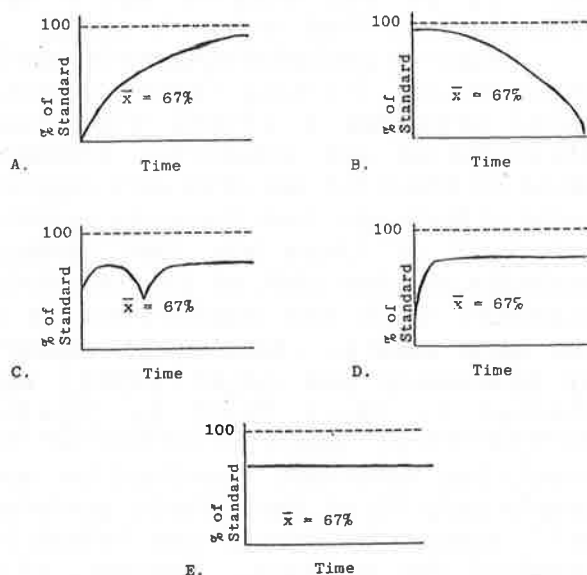 100
% of Standard
x̄ = 67%
Time
A.
100
% of Standard
x̄ = 67%
Time
B.
100
% of Standard
x̄ = 67%
Time
C.
100
% of Standard
x̄ = 67%
Time
D.
100
% of Standard
x̄ = 67%
Time
E.